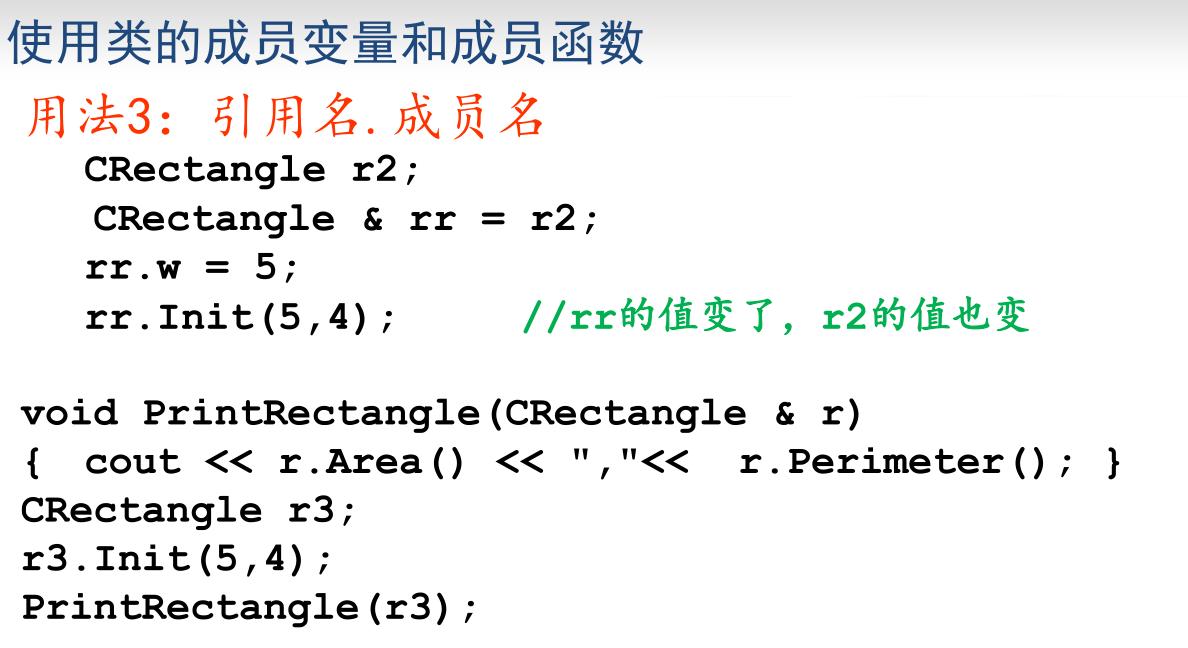 使用类的成员变量和成员函数
用法3：引用名.成员名
CRectangle r2;
CRectangle & rr = r2;
rr.w = 5;
rr.Init(5,4); //rr的值变了，r2的值也变
void PrintRectangle(CRectangle & r)
{ cout << r.Area() << ","<< r.Perimeter(); }
CRectangle r3;
r3.Init(5,4);
PrintRectangle(r3);